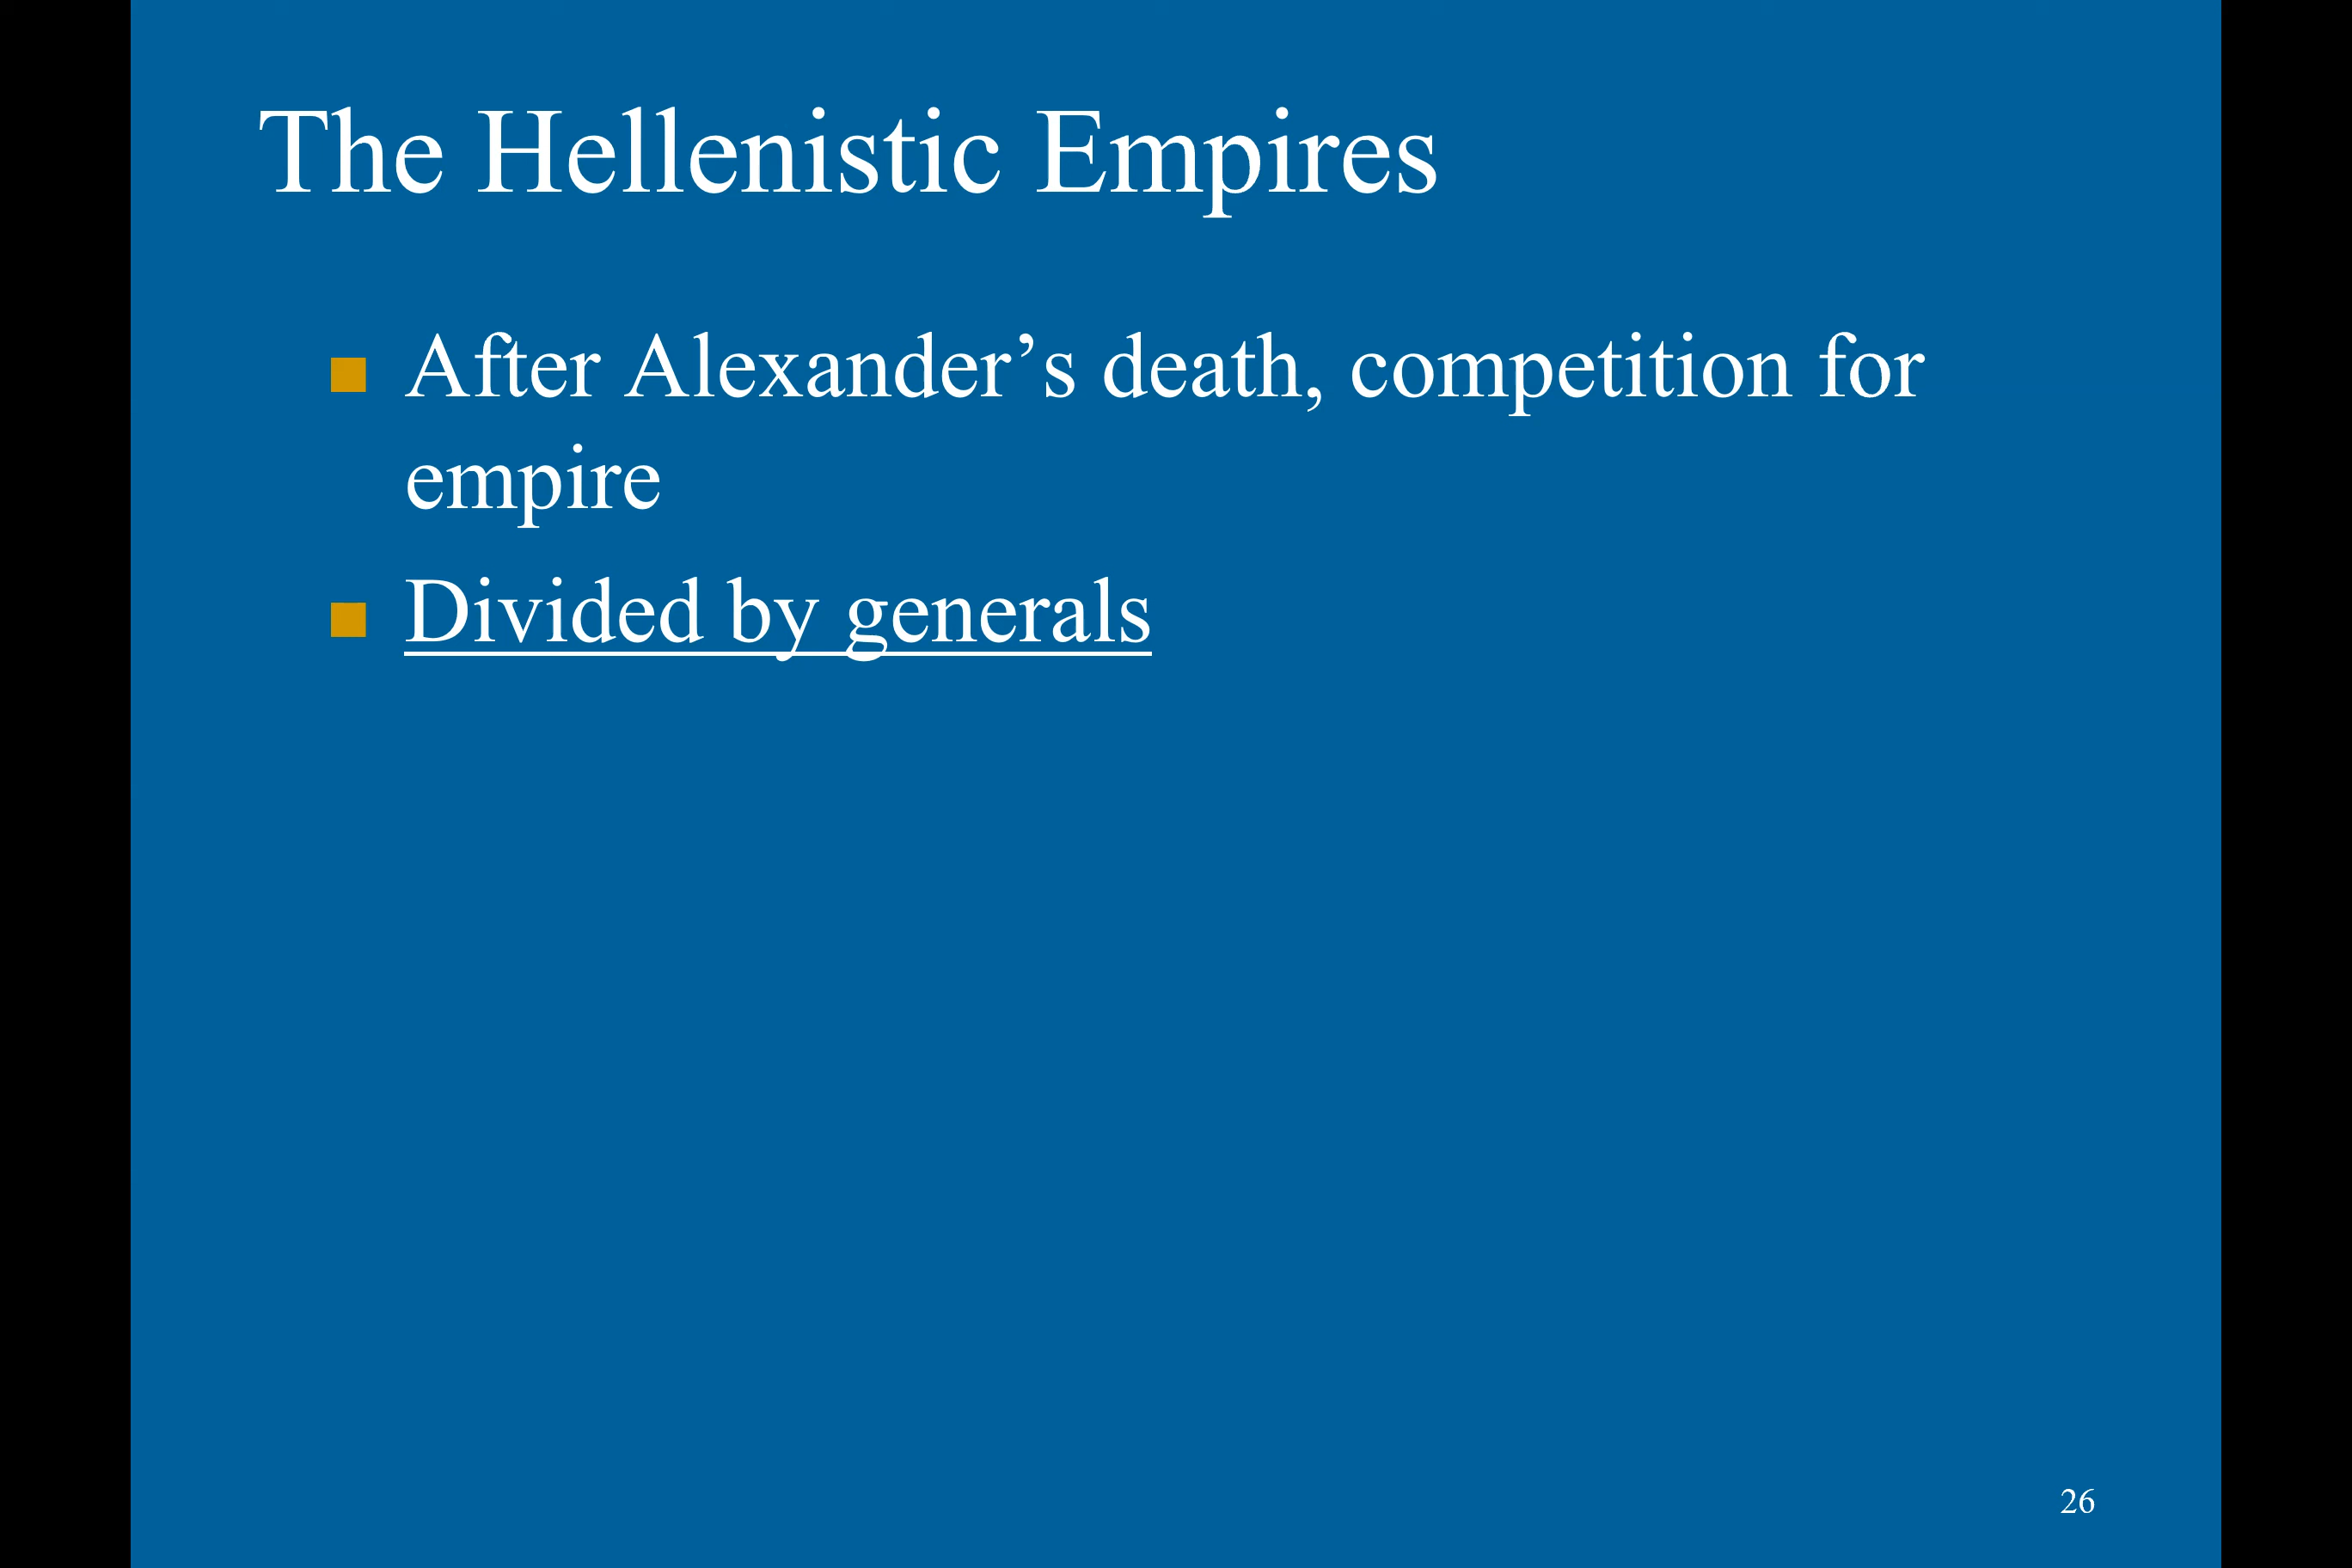 The Hellenistic Empires
After Alexander’s death, competition for
empire
Divided by generals
26